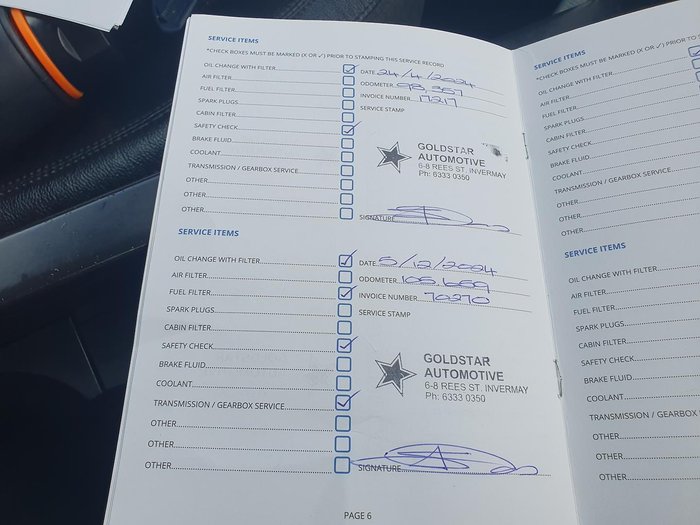 SERVICE ITEMS
*CHECK BOXES MUST BE MARKED (X OR ✓) PRIOR TO STAMPING THIS SERVICE RECORD
OIL CHANGE WITH FILTER ✓ DATE 24/4/2024
AIR FILTER ODOMETER 98,357
FUEL FILTER INVOICE NUMBER
SPARK PLUGS SERVICE STAMP
CABIN FILTER
SAFETY CHECK ✓
BRAKE FLUID
COOLANT
TRANSMISSION / GEARBOX SERVICE
OTHER
OTHER
OTHER
GOLDSTAR
AUTOMOTIVE
6-8 REES ST. INVERMAY
Ph: 6333 0350
SIGNATURE
SERVICE ITEMS
OIL CHANGE WITH FILTER ✓ DATE 5/12/2024
AIR FILTER ODOMETER
FUEL FILTER ✓ INVOICE NUMBER 70270
SPARK PLUGS SERVICE STAMP
CABIN FILTER
SAFETY CHECK ✓
BRAKE FLUID
COOLANT
TRANSMISSION / GEARBOX SERVICE ✓
OTHER
OTHER
OTHER
GOLDSTAR
AUTOMOTIVE
6-8 REES ST. INVERMAY
Ph: 6333 0350
SIGNATURE
PAGE 6
SERVICE ITEMS
*CHECK BOXES MUST BE MARKED (X OR ✓) PRIOR TO STAM
OIL CHANGE WITH FILTER
AIR FILTER
FUEL FILTER
SPARK PLUGS
CABIN FILTER
SAFETY CHECK
BRAKE FLUID
COOLANT
TRANSMISSION / GEARBOX SERVICE
OTHER
OTHER
OTHER
SERVICE ITEMS
OIL CHANGE WITH FILTER
AIR FILTER
FUEL FILTER
SPARK PLUGS
CABIN FILTER
SAFETY CHECK
BRAKE FLUID
COOLANT
TRANSMISSION / GEARBOX SERVICE
OTHER
OTHER
OTHER